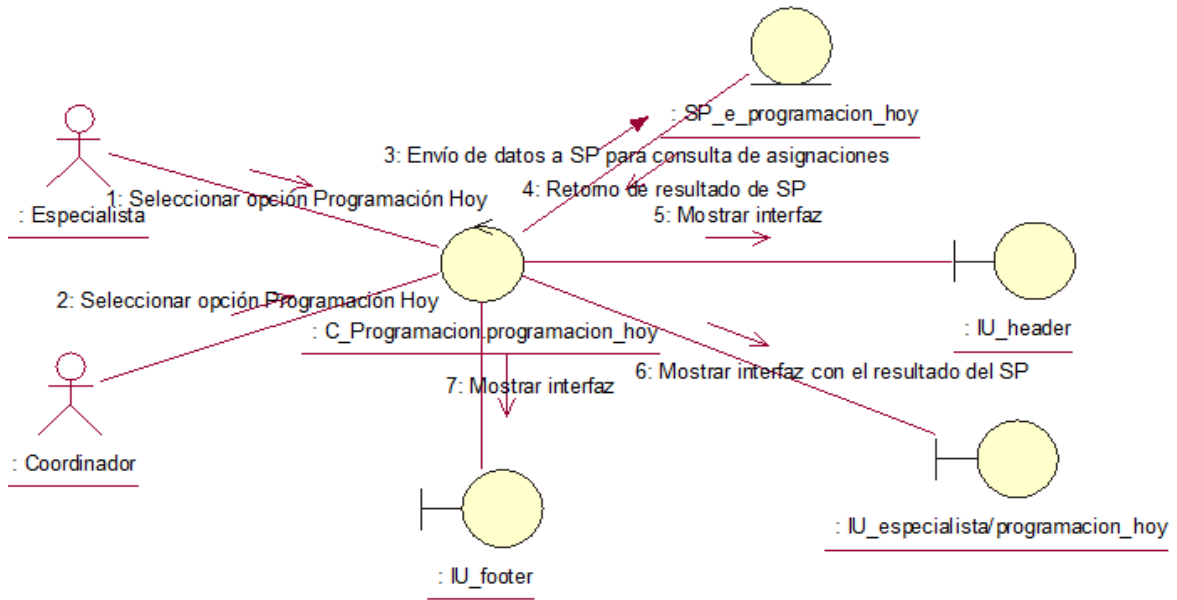 : SP_e_programacion_hoy
3: Envío de datos a SP para consulta de asignaciones
4: Retorno de resultado de SP
1: Seleccionar opción Programación Hoy
: Especialista
5: Mostrar interfaz
2: Seleccionar opción Programación Hoy
: C_Programacion.programacion_hoy
: IU_header
6: Mostrar interfaz con el resultado del SP
7: Mostrar interfaz
: Coordinador
: IU_especialista/programacion_hoy
: IU_footer